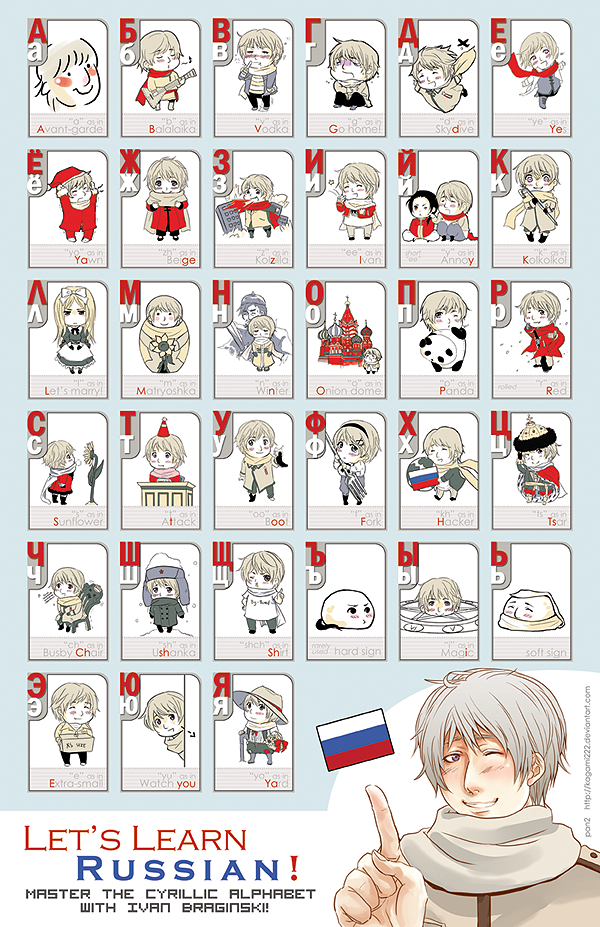 А
а
"a" as in
Avant-garde
Б
б
"b" as in
Balalaika
В
в
"v" as in
Vodka
Г
г
"g" as in
Go home!
Д
д
"d" as in
Skydive
Е
е
"ye" as in
Yes
Ё
ё
"yo" as in
Yawn
Ж
ж
"zh" as in
Beige
З
з
"z" as in
Kolzilla
И
и
"ee" as in
Ivan
Й
й
short "ee"
"y" as in
Annoy
К
к
"k" as in
Kolkolkol
Л
л
"l" as in
Let's marry!
М
м
"m" as in
Matryoshka
Н
н
"n" as in
Winter
О
о
"o" as in
Onion dome
П
п
"p" as in
Panda
Р
р
rolled
"r" as in
Red
С
с
"s" as in
Sunflower
Т
т
"t" as in
Attack
У
у
"oo" as in
Boo!
Ф
ф
"f" as in
Fork
Х
х
"kh" as in
Hacker
Ц
ц
"ts" as in
Tsar
Ч
ч
"ch" as in
Busby Chair
Ш
ш
"sh" as in
Ushanka
Щ
щ
"shch" as in
Shirt
Ъ
ъ
rarely used
hard sign
Ы
ы
"i" as in
Magic
Ь
ь
soft sign
Э
э
XS SIZE
"e" as in
Extra-small
Ю
ю
"yu" as in
Watch you
Я
я
"ya" as in
Yard
LET'S LEARN
RUSSIAN!
MASTER THE CYRILLIC ALPHABET
WITH IVAN BRAGINSKI!
pan2 http://kagami222.deviantart.com